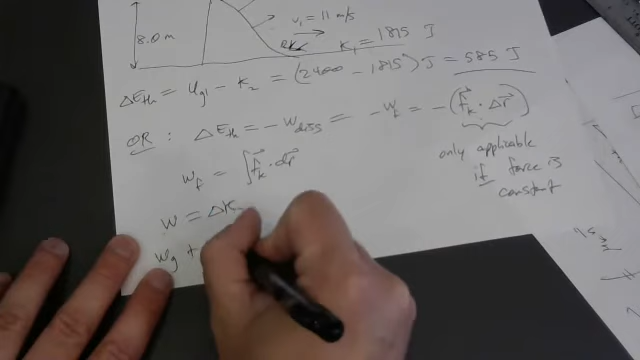 8.0 m
v₁ = 11 m/s
K₁ = 1815 J
ΔE_th = U_g1 - K_2 = (2400 - 1815) J = 585 J
OR: ΔE_th = -W_diss = -W_f = -(f⃗_k · Δr⃗)
only applicable
if force is
constant
W_f = ∫ f⃗_k · dr⃗
W = ΔK
W_g +